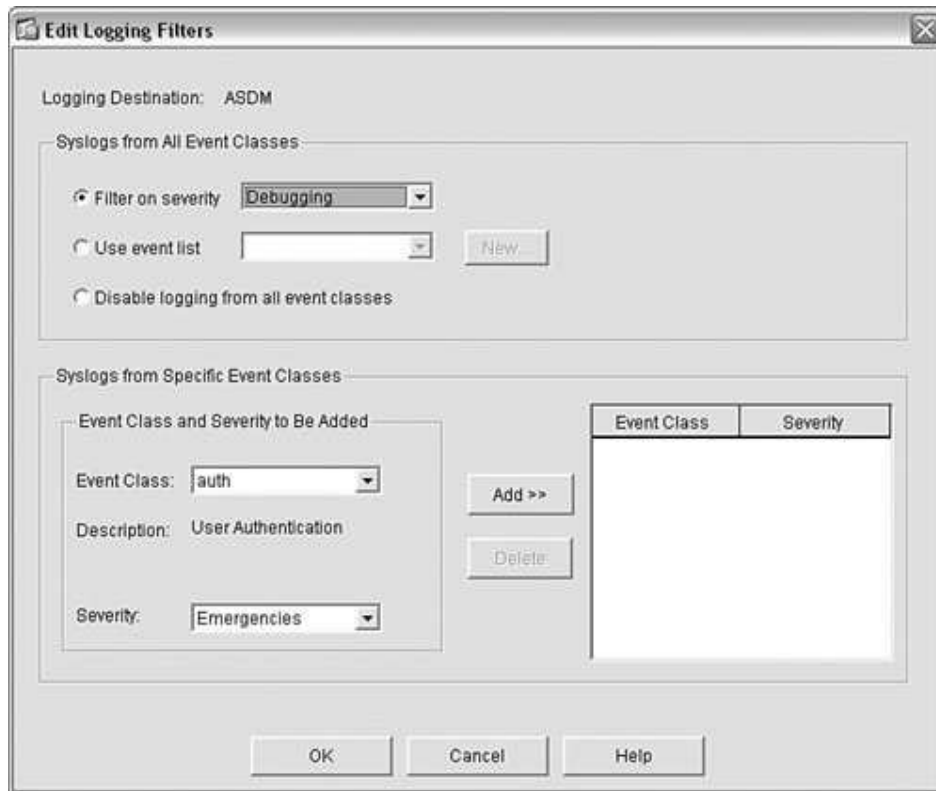 Edit Logging Filters
Logging Destination: ASDM
Syslogs from All Event Classes
Filter on severity Debugging
Use event list New...
Disable logging from all event classes
Syslogs from Specific Event Classes
Event Class and Severity to Be Added
Event Class: auth
Description: User Authentication
Severity: Emergencies
Add >>
Delete
Event Class Severity
OK Cancel Help